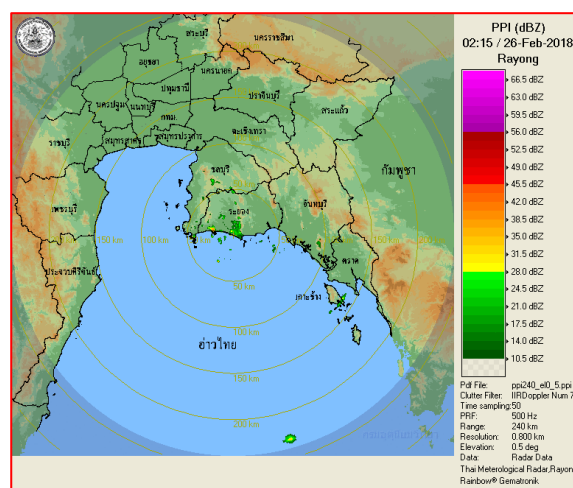 PPI (dBZ)
02:15 / 26-Feb-2018
Rayong
66.5 dBZ
63.0 dBZ
59.5 dBZ
56.0 dBZ
52.5 dBZ
49.0 dBZ
45.5 dBZ
42.0 dBZ
38.5 dBZ
35.0 dBZ
31.5 dBZ
28.0 dBZ
24.5 dBZ
21.0 dBZ
17.5 dBZ
14.0 dBZ
10.5 dBZ
Pdf File: ppi240_el0_5.ppi
Clutter Filter: IIRDoppler Num 7
Time sampling:50
PRF: 500 Hz
Range: 240 km
Resolution: 0.800 km
Elevation: 0.5 deg
Data: Radar Data
Thai Meterological Radar,Rayon
Rainbow® Gematronik
สระบุรี
นครราชสีมา
อยุธยา
นครนายก
ปทุมธานี
ปราจีนบุรี
นครปฐม
นนทบุรี
สระแก้ว
กทม.
ฉะเชิงเทรา
สมุทรสาคร
สมุทรปราการ
ราชบุรี
ชลบุรี
กัมพูชา
เพชรบุรี
ระยอง
จันทบุรี
150 km
100 km
50 km
ตราด
ประจวบคีรีขันธ์
50 km
เกาะช้าง
100 km
อ่าวไทย
150 km
200 km